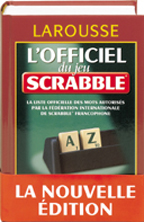 LAROUSSE
L'OFFICIEL
du jeu
SCRABBLE
LA LISTE OFFICIELLE DES MOTS AUTORISÉS
PAR LA FÉDÉRATION INTERNATIONALE
DE SCRABBLE FRANCOPHONE
A Z
LA NOUVELLE
ÉDITION